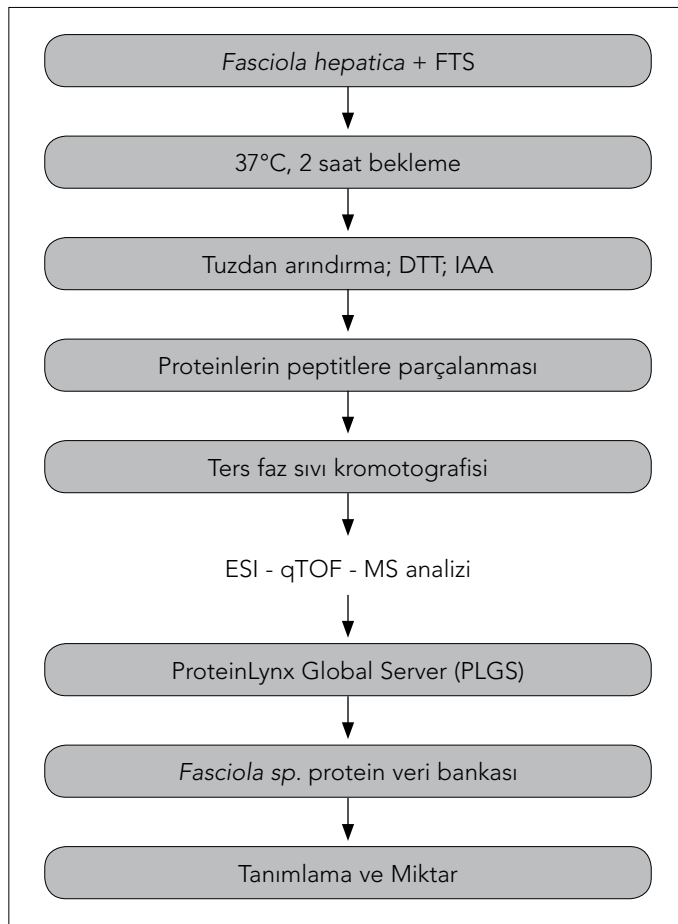 Fasciola hepatica + FTS
37°C, 2 saat bekleme
Tuzdan arındırma; DTT; IAA
Proteinlerin peptitlere parçalanması
Ters faz sıvı kromotografisi
ESI - qTOF - MS analizi
ProteinLynx Global Server (PLGS)
Fasciola sp. protein veri bankası
Tanımlama ve Miktar